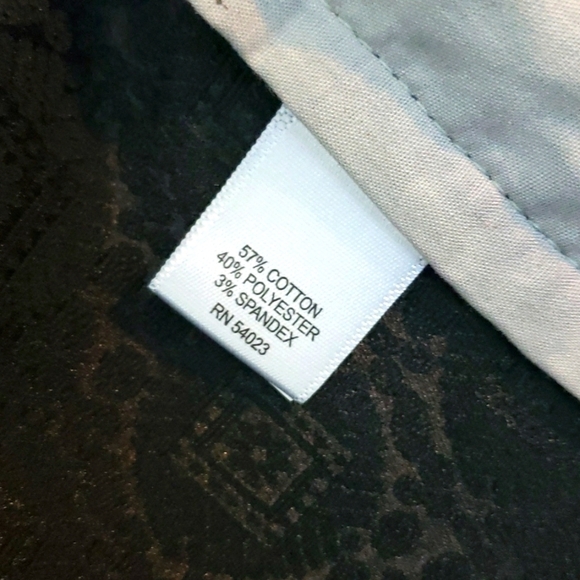 57% COTTON
40% POLYESTER
3% SPANDEX
RN 54023